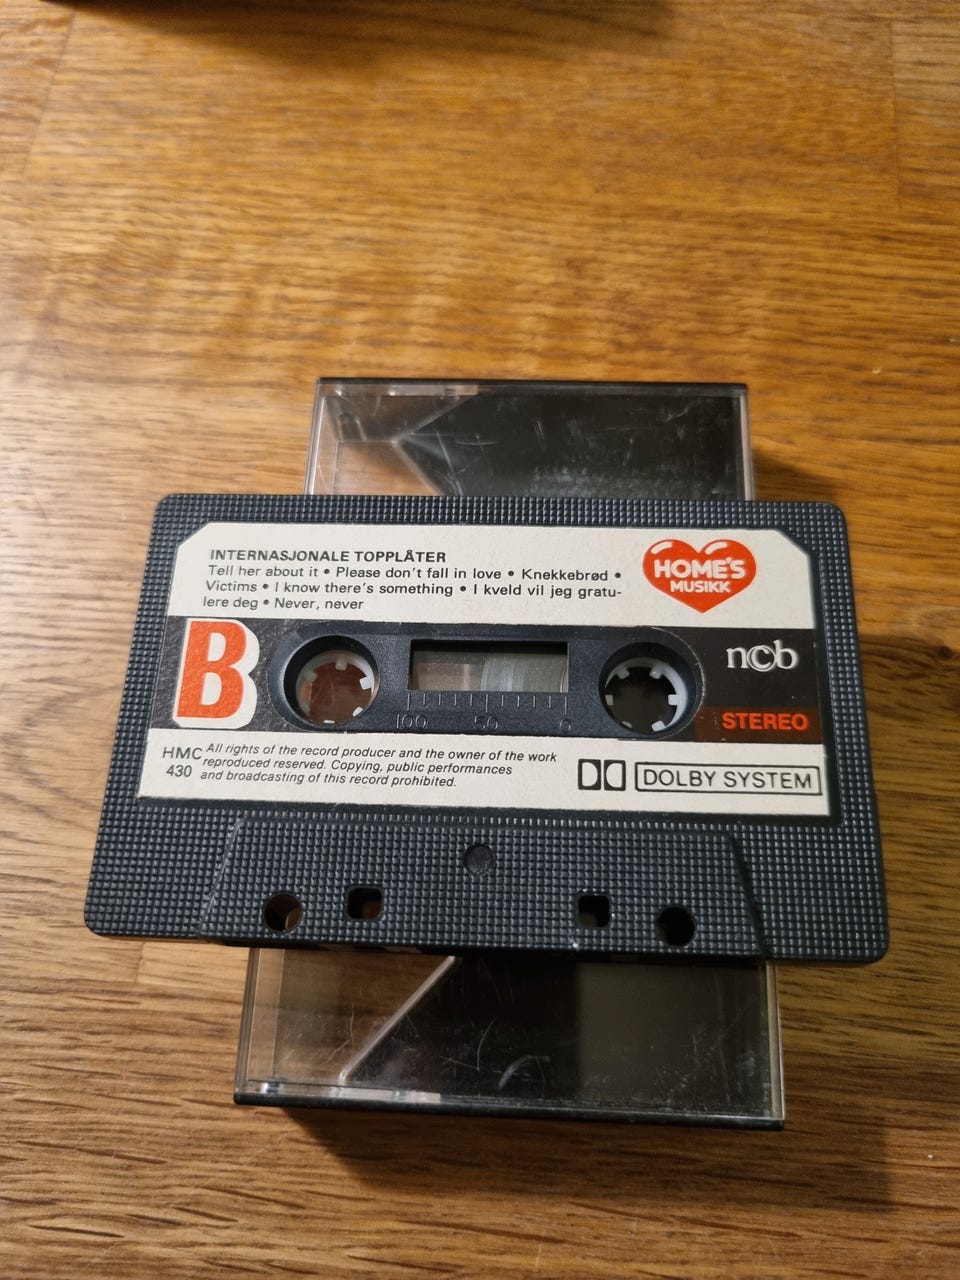 INTERNASJONALE TOPPLÅTER
Tell her about it • Please don't fall in love • Knekkebrød •
Victims • I know there's something • I kveld vil jeg gratu-
lere deg • Never, never
HOME'S
MUSIKK
B
ncb
100 50 0
STEREO
HMC
430
All rights of the record producer and the owner of the work
reproduced reserved. Copying, public performances
and broadcasting of this record prohibited.
DOLBY SYSTEM